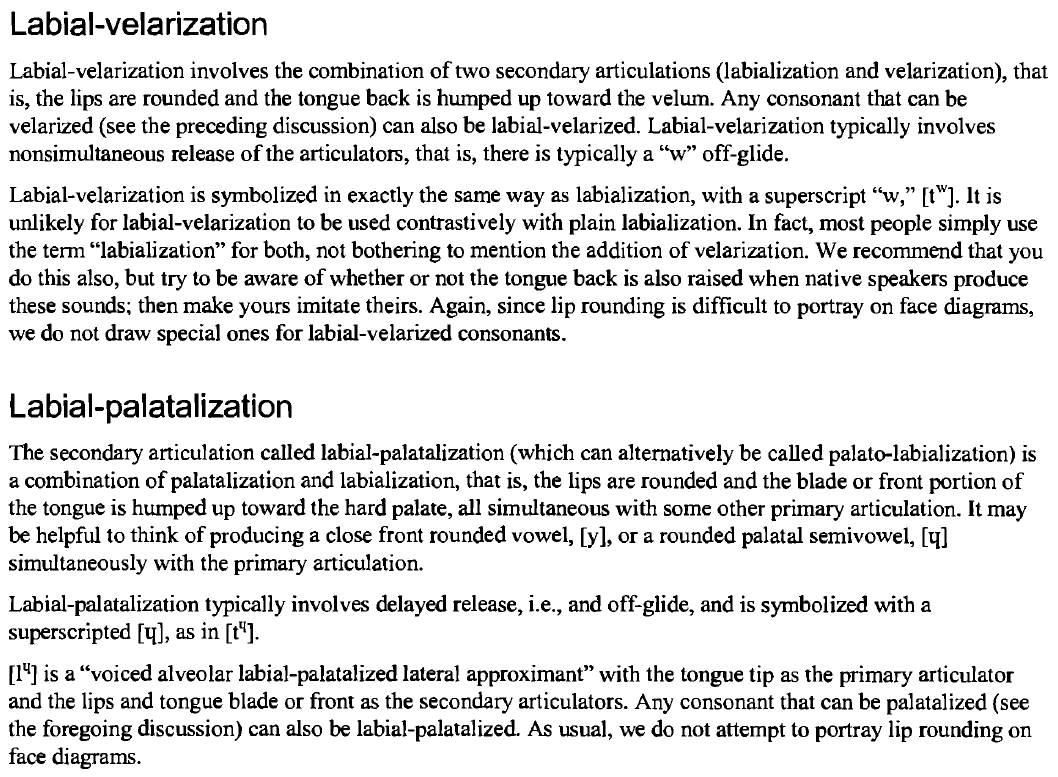 Labial-velarization
Labial-velarization involves the combination of two secondary articulations (labialization and velarization), that
is, the lips are rounded and the tongue back is humped up toward the velum. Any consonant that can be
velarized (see the preceding discussion) can also be labial-velarized. Labial-velarization typically involves
nonsimultaneous release of the articulators, that is, there is typically a “w” off-glide.
Labial-velarization is symbolized in exactly the same way as labialization, with a superscript “w,” [tʷ]. It is
unlikely for labial-velarization to be used contrastively with plain labialization. In fact, most people simply use
the term “labialization” for both, not bothering to mention the addition of velarization. We recommend that you
do this also, but try to be aware of whether or not the tongue back is also raised when native speakers produce
these sounds; then make yours imitate theirs. Again, since lip rounding is difficult to portray on face diagrams,
we do not draw special ones for labial-velarized consonants.
Labial-palatalization
The secondary articulation called labial-palatalization (which can alternatively be called palato-labialization) is
a combination of palatalization and labialization, that is, the lips are rounded and the blade or front portion of
the tongue is humped up toward the hard palate, all simultaneous with some other primary articulation. It may
be helpful to think of producing a close front rounded vowel, [y], or a rounded palatal semivowel, [ɥ]
simultaneously with the primary articulation.
Labial-palatalization typically involves delayed release, i.e., and off-glide, and is symbolized with a
superscripted [ɥ], as in [tᶣ].
[lᶣ] is a “voiced alveolar labial-palatalized lateral approximant” with the tongue tip as the primary articulator
and the lips and tongue blade or front as the secondary articulators. Any consonant that can be palatalized (see
the foregoing discussion) can also be labial-palatalized. As usual, we do not attempt to portray lip rounding on
face diagrams.